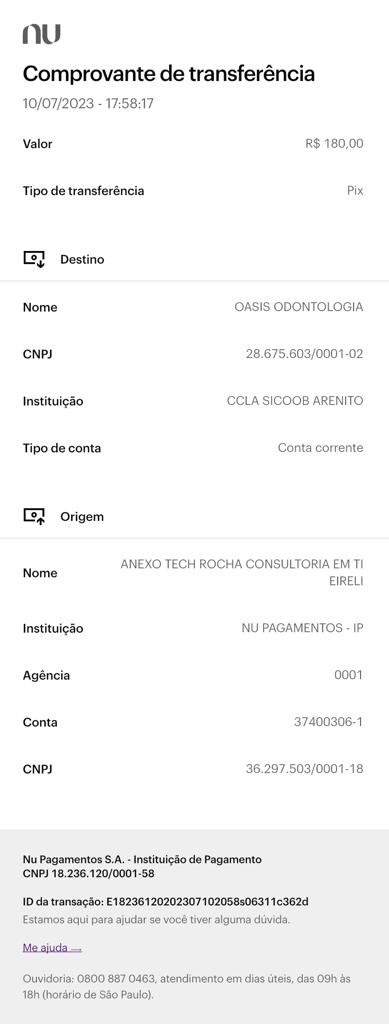 nu
Comprovante de transferência
10/07/2023 - 17:58:17
Valor R$ 180,00
Tipo de transferência Pix
Destino
Nome OASIS ODONTOLOGIA
CNPJ 28.675.603/0001-02
Instituição CCLA SICOOB ARENITO
Tipo de conta Conta corrente
Origem
Nome ANEXO TECH ROCHA CONSULTORIA EM TI
EIRELI
Instituição NU PAGAMENTOS - IP
Agência 0001
Conta 37400306-1
CNPJ 36.297.503/0001-18
Nu Pagamentos S.A. - Instituição de Pagamento
CNPJ 18.236.120/0001-58
ID da transação: E18236120202307102058s06311c362d
Estamos aqui para ajudar se você tiver alguma dúvida.
Me ajuda
Ouvidoria: 0800 887 0463, atendimento em dias úteis, das 09h às
18h (horário de São Paulo).